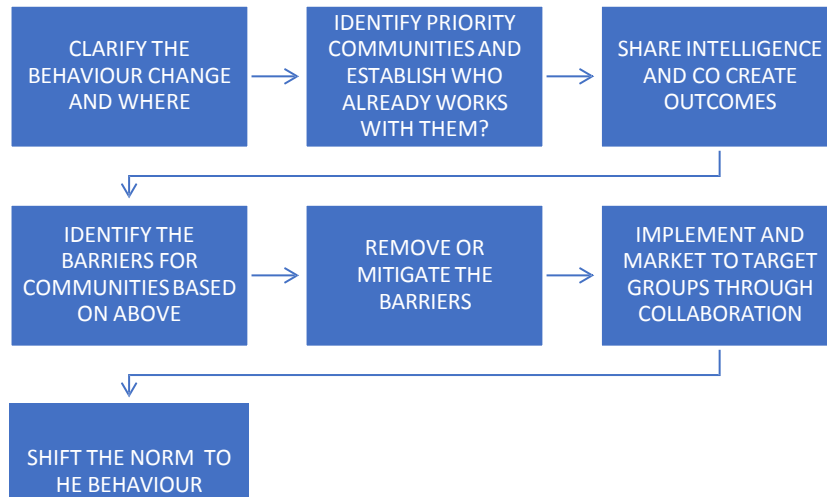 CLARIFY THE
BEHAVIOUR CHANGE
AND WHERE
IDENTIFY PRIORITY
COMMUNITIES AND
ESTABLISH WHO
ALREADY WORKS
WITH THEM?
SHARE INTELLIGENCE
AND CO CREATE
OUTCOMES
IDENTIFY THE
BARRIERS FOR
COMMUNITIES BASED
ON ABOVE
REMOVE OR
MITIGATE THE
BARRIERS
IMPLEMENT AND
MARKET TO TARGET
GROUPS THROUGH
COLLABORATION
SHIFT THE NORM TO
HE BEHAVIOUR